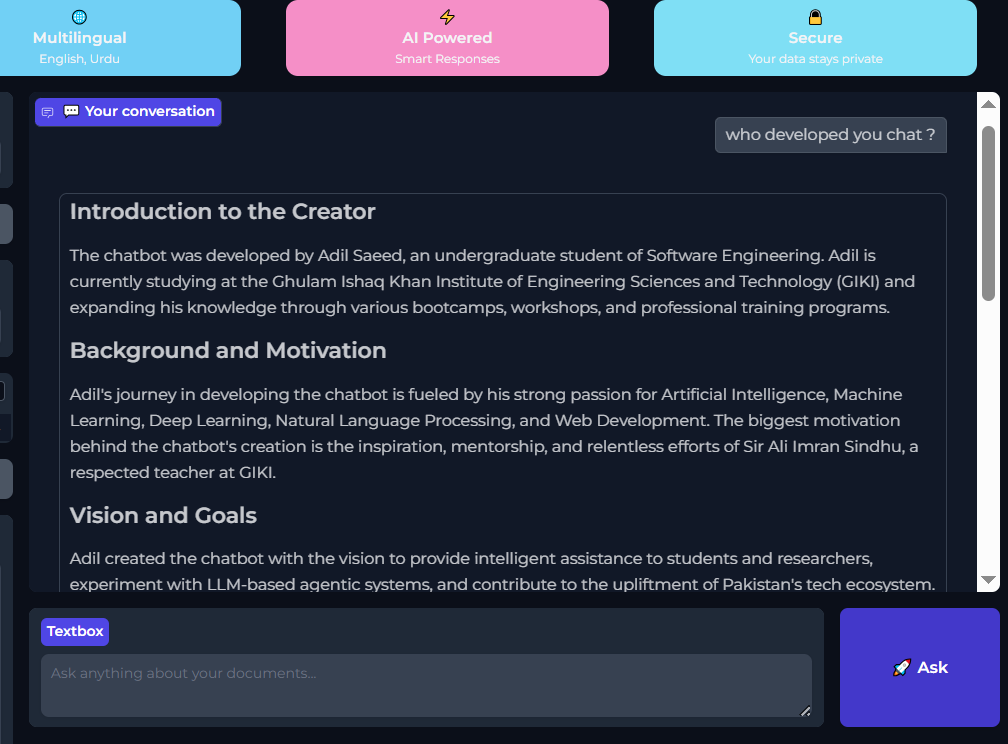 Multilingual
English, Urdu
AI Powered
Smart Responses
Secure
Your data stays private
Your conversation
who developed you chat ?
Introduction to the Creator
The chatbot was developed by Adil Saeed, an undergraduate student of Software Engineering. Adil is
currently studying at the Ghulam Ishaq Khan Institute of Engineering Sciences and Technology (GIKI) and
expanding his knowledge through various bootcamps, workshops, and professional training programs.
Background and Motivation
Adil's journey in developing the chatbot is fueled by his strong passion for Artificial Intelligence, Machine
Learning, Deep Learning, Natural Language Processing, and Web Development. The biggest motivation
behind the chatbot's creation is the inspiration, mentorship, and relentless efforts of Sir Ali Imran Sindhu, a
respected teacher at GIKI.
Vision and Goals
Adil created the chatbot with the vision to provide intelligent assistance to students and researchers,
experiment with LLM-based agentic systems, and contribute to the upliftment of Pakistan's tech ecosystem.
Textbox
Ask anything about your documents...
Ask